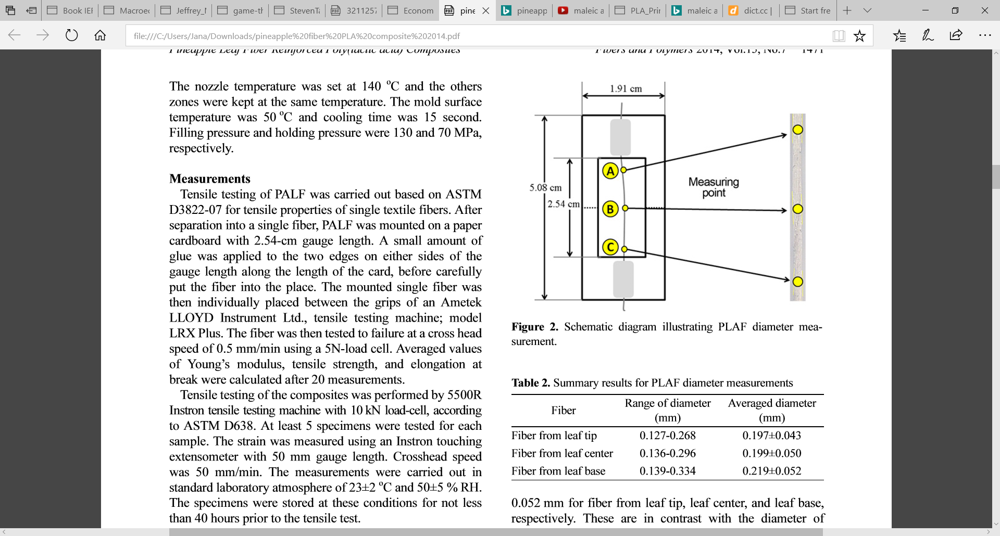 Book IEF
Macroec
Jeffrey_I
game-th
StevenTa
3211257
Econom
pine
pineapp
maleic a
PLA_Prin
maleic a
dict.cc |
Start fre
file:///C:/Users/Jana/Downloads/pineapple%20fiber%20PLA%20composite%202014.pdf
Pineapple Leaf Fiber Reinforced Poly(lactic acid) Composites
Fibers and Polymers 2014, Vol.15, No.7 1471
The nozzle temperature was set at 140 °C and the others
zones were kept at the same temperature. The mold surface
temperature was 50 °C and cooling time was 15 second.
Filling pressure and holding pressure were 130 and 70 MPa,
respectively.
Measurements
Tensile testing of PALF was carried out based on ASTM
D3822-07 for tensile properties of single textile fibers. After
separation into a single fiber, PALF was mounted on a paper
cardboard with 2.54-cm gauge length. A small amount of
glue was applied to the two edges on either sides of the
gauge length along the length of the card, before carefully
put the fiber into the place. The mounted single fiber was
then individually placed between the grips of an Ametek
LLOYD Instrument Ltd., tensile testing machine; model
LRX Plus. The fiber was then tested to failure at a cross head
speed of 0.5 mm/min using a 5N-load cell. Averaged values
of Young's modulus, tensile strength, and elongation at
break were calculated after 20 measurements.
Tensile testing of the composites was performed by 5500R
Instron tensile testing machine with 10 kN load-cell, according
to ASTM D638. At least 5 specimens were tested for each
sample. The strain was measured using an Instron touching
extensometer with 50 mm gauge length. Crosshead speed
was 50 mm/min. The measurements were carried out in
standard laboratory atmosphere of 23±2 °C and 50±5 % RH.
The specimens were stored at these conditions for not less
than 40 hours prior to the tensile test.
1.91 cm
5.08 cm
2.54 cm
A
B
C
Measuring
point
Figure 2. Schematic diagram illustrating PLAF diameter mea-
surement.
Table 2. Summary results for PLAF diameter measurements
Fiber Range of diameter (mm) Averaged diameter (mm)
Fiber from leaf tip 0.127-0.268 0.197±0.043
Fiber from leaf center 0.136-0.296 0.199±0.050
Fiber from leaf base 0.139-0.334 0.219±0.052
0.052 mm for fiber from leaf tip, leaf center, and leaf base,
respectively. These are in contrast with the diameter of